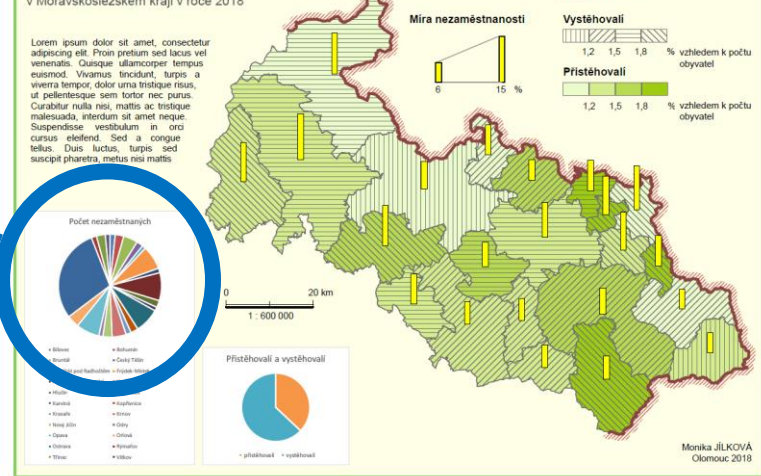 v Moravskoslezském kraji v roce 2018
Lorem ipsum dolor sit amet, consectetur
adipiscing elit. Proin pretium sed lacus vel
venenatis. Quisque ullamcorper tempus
euismod. Vivamus tincidunt, turpis a
viverra tempor, dolor urna tristique risus,
ut pellentesque sem tortor nec purus.
Curabitur nulla nisi, mattis ac tristique
malesuada, interdum sit amet neque.
Suspendisse vestibulum in orci
cursus eleifend. Sed a congue
tellus. Duis luctus, turpis sed
suscipit pharetra, metus nisi mattis
Míra nezaměstnanosti
6 15 %
Vystěhovalí
1,2 1,5 1,8 % vzhledem k počtu
obyvatel
Přistěhovalí
1,2 1,5 1,8 % vzhledem k počtu
obyvatel
Počet nezaměstnaných
Bílovec Bohumín
Bruntál Český Těšín
pod Radhoštěm Frýdek-Místek
Hlučín
Karviná Kopřivnice
Kravaře Krnov
Nový Jičín Odry
Opava Orlová
Ostrava Rýmařov
Třinec Vítkov
0 20 km
1 : 600 000
Přistěhovalí a vystěhovalí
přistěhovalí vystěhovalí
Monika JÍLKOVÁ
Olomouc 2018